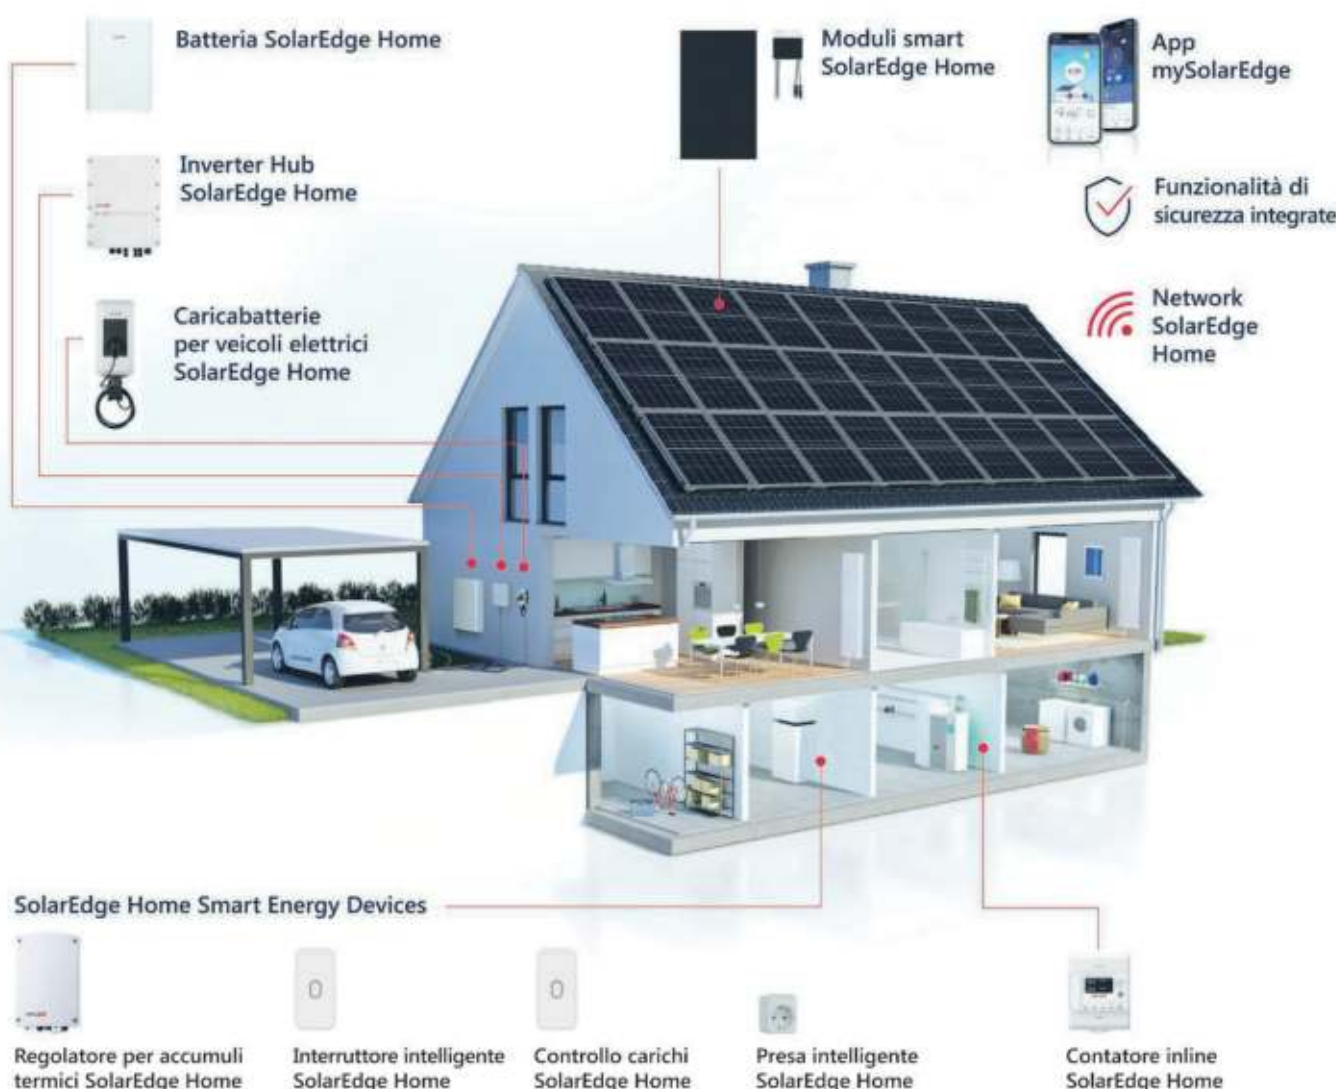 Batteria SolarEdge Home
Inverter Hub
SolarEdge Home
Caricabatterie
per veicoli elettrici
SolarEdge Home
Moduli smart
SolarEdge Home
App
mySolarEdge
Funzionalità di
sicurezza integrate
Network
SolarEdge
Home
SolarEdge Home Smart Energy Devices
Regolatore per accumuli
termici SolarEdge Home
Interruttore intelligente
SolarEdge Home
Controllo carichi
SolarEdge Home
Presa intelligente
SolarEdge Home
Contatore inline
SolarEdge Home